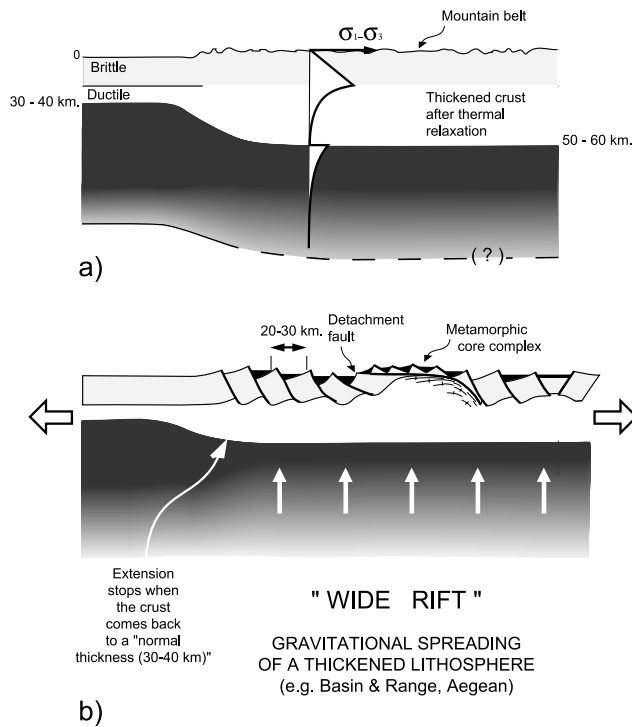 σ1-σ3
Mountain belt
0
Brittle
Ductile
30 - 40 km.
Thickened crust
after thermal
relaxation
50 - 60 km.
( ? )
a)
20-30 km.
Detachment
fault
Metamorphic
core complex
Extension
stops when
the crust
comes back
to a "normal
thickness (30-40 km)"
" WIDE RIFT "
GRAVITATIONAL SPREADING
OF A THICKENED LITHOSPHERE
(e.g. Basin & Range, Aegean)
b)